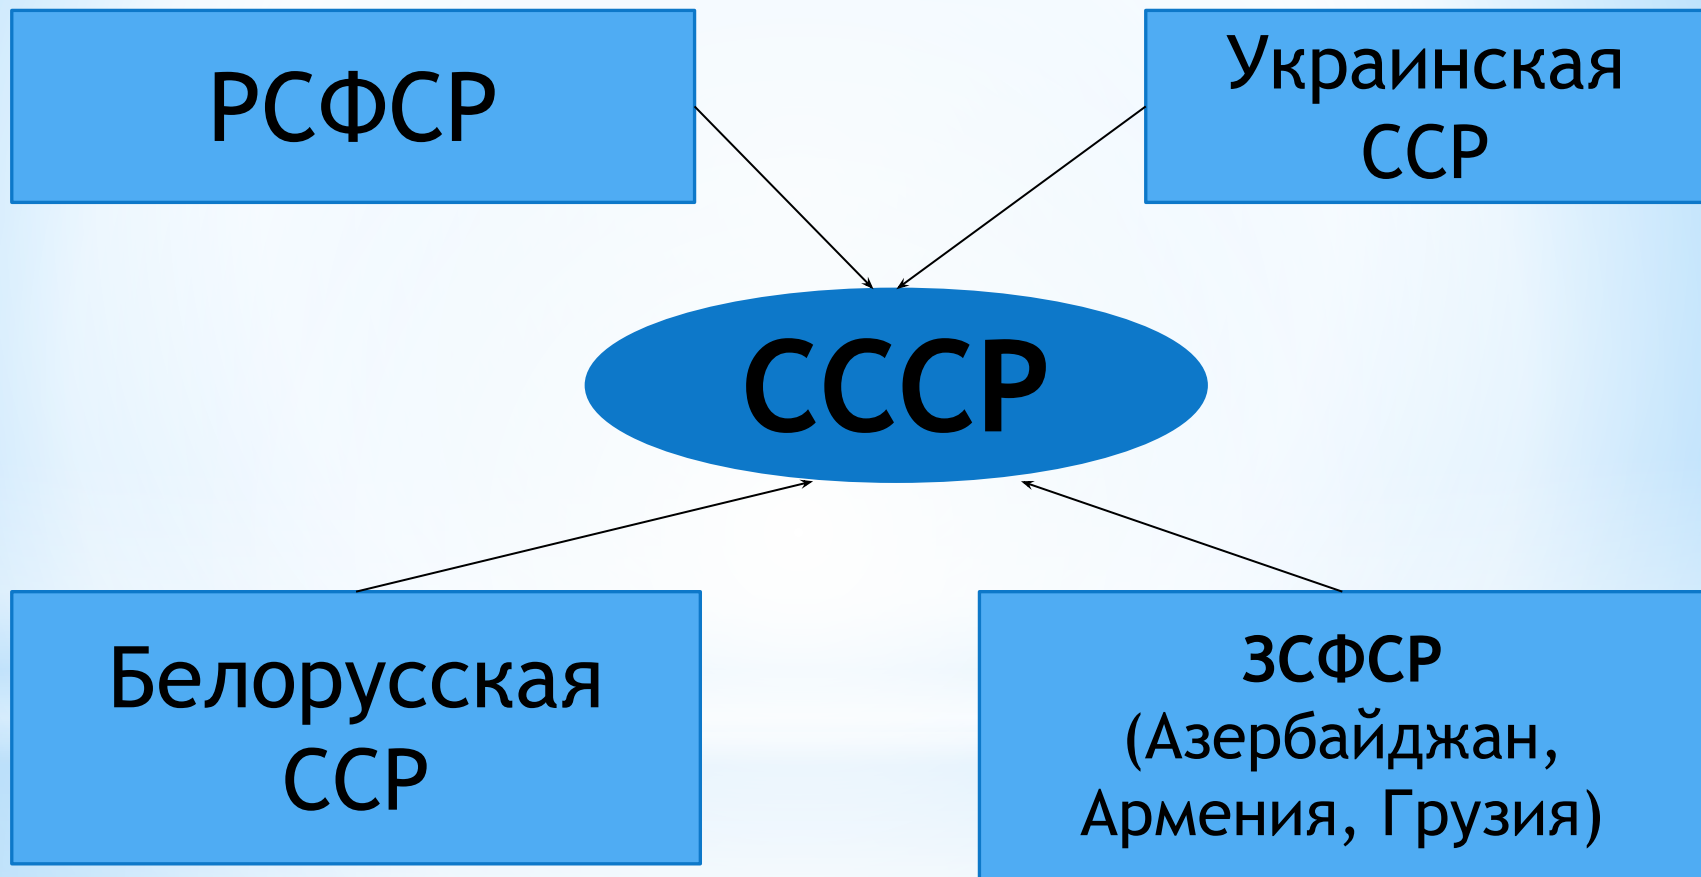 РСФСР
Украинская
ССР
СССР
Белорусская
ССР
ЗСФСР
(Азербайджан,
Армения, Грузия)